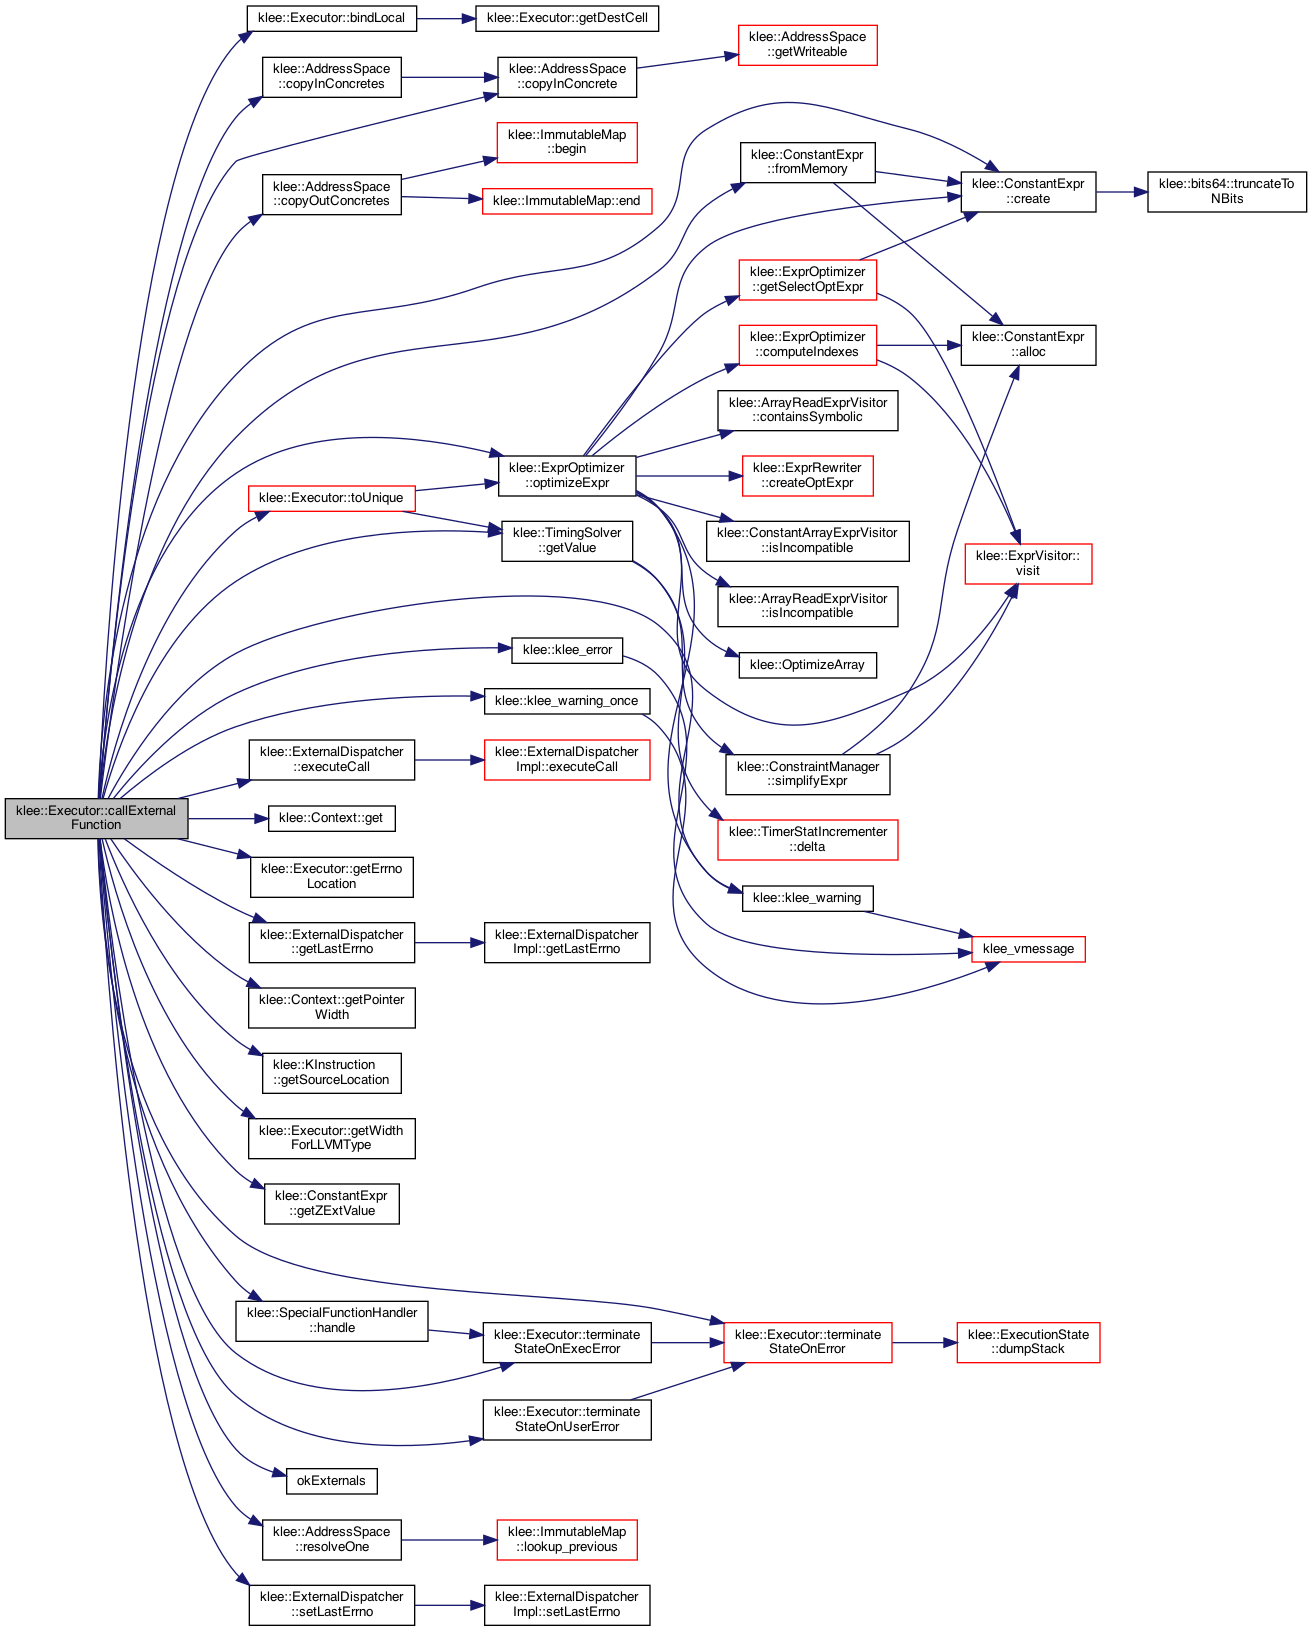 klee::Executor::bindLocal
klee::Executor::getDestCell
klee::AddressSpace
::getWriteable
klee::AddressSpace
::copyInConcretes
klee::AddressSpace
::copyInConcrete
klee::ImmutableMap
::begin
klee::ConstantExpr
::fromMemory
klee::AddressSpace
::copyOutConcretes
klee::ImmutableMap::end
klee::ConstantExpr
::create
klee::bits64::truncateTo
NBits
klee::ExprOptimizer
::getSelectOptExpr
klee::ExprOptimizer
::computeIndexes
klee::ConstantExpr
::alloc
klee::ArrayReadExprVisitor
::containsSymbolic
klee::ExprOptimizer
::optimizeExpr
klee::ExprRewriter
::createOptExpr
klee::Executor::toUnique
klee::TimingSolver
::getValue
klee::ConstantArrayExprVisitor
::isIncompatible
klee::ExprVisitor::
visit
klee::ArrayReadExprVisitor
::isIncompatible
klee::klee_error
klee::OptimizeArray
klee::klee_warning_once
klee::ExternalDispatcher
::executeCall
klee::ExternalDispatcher
Impl::executeCall
klee::ConstraintManager
::simplifyExpr
klee::Executor::callExternal
Function
klee::Context::get
klee::TimerStatIncrementer
::delta
klee::Executor::getErrno
Location
klee::klee_warning
klee::ExternalDispatcher
::getLastErrno
klee::ExternalDispatcher
Impl::getLastErrno
klee_vmessage
klee::Context::getPointer
Width
klee::KInstruction
::getSourceLocation
klee::Executor::getWidth
ForLLVMType
klee::ConstantExpr
::getZExtValue
klee::SpecialFunctionHandler
::handle
klee::Executor::terminate
StateOnExecError
klee::Executor::terminate
StateOnError
klee::ExecutionState
::dumpStack
klee::Executor::terminate
StateOnUserError
okExternals
klee::AddressSpace
::resolveOne
klee::ImmutableMap
::lookup_previous
klee::ExternalDispatcher
::setLastErrno
klee::ExternalDispatcher
Impl::setLastErrno